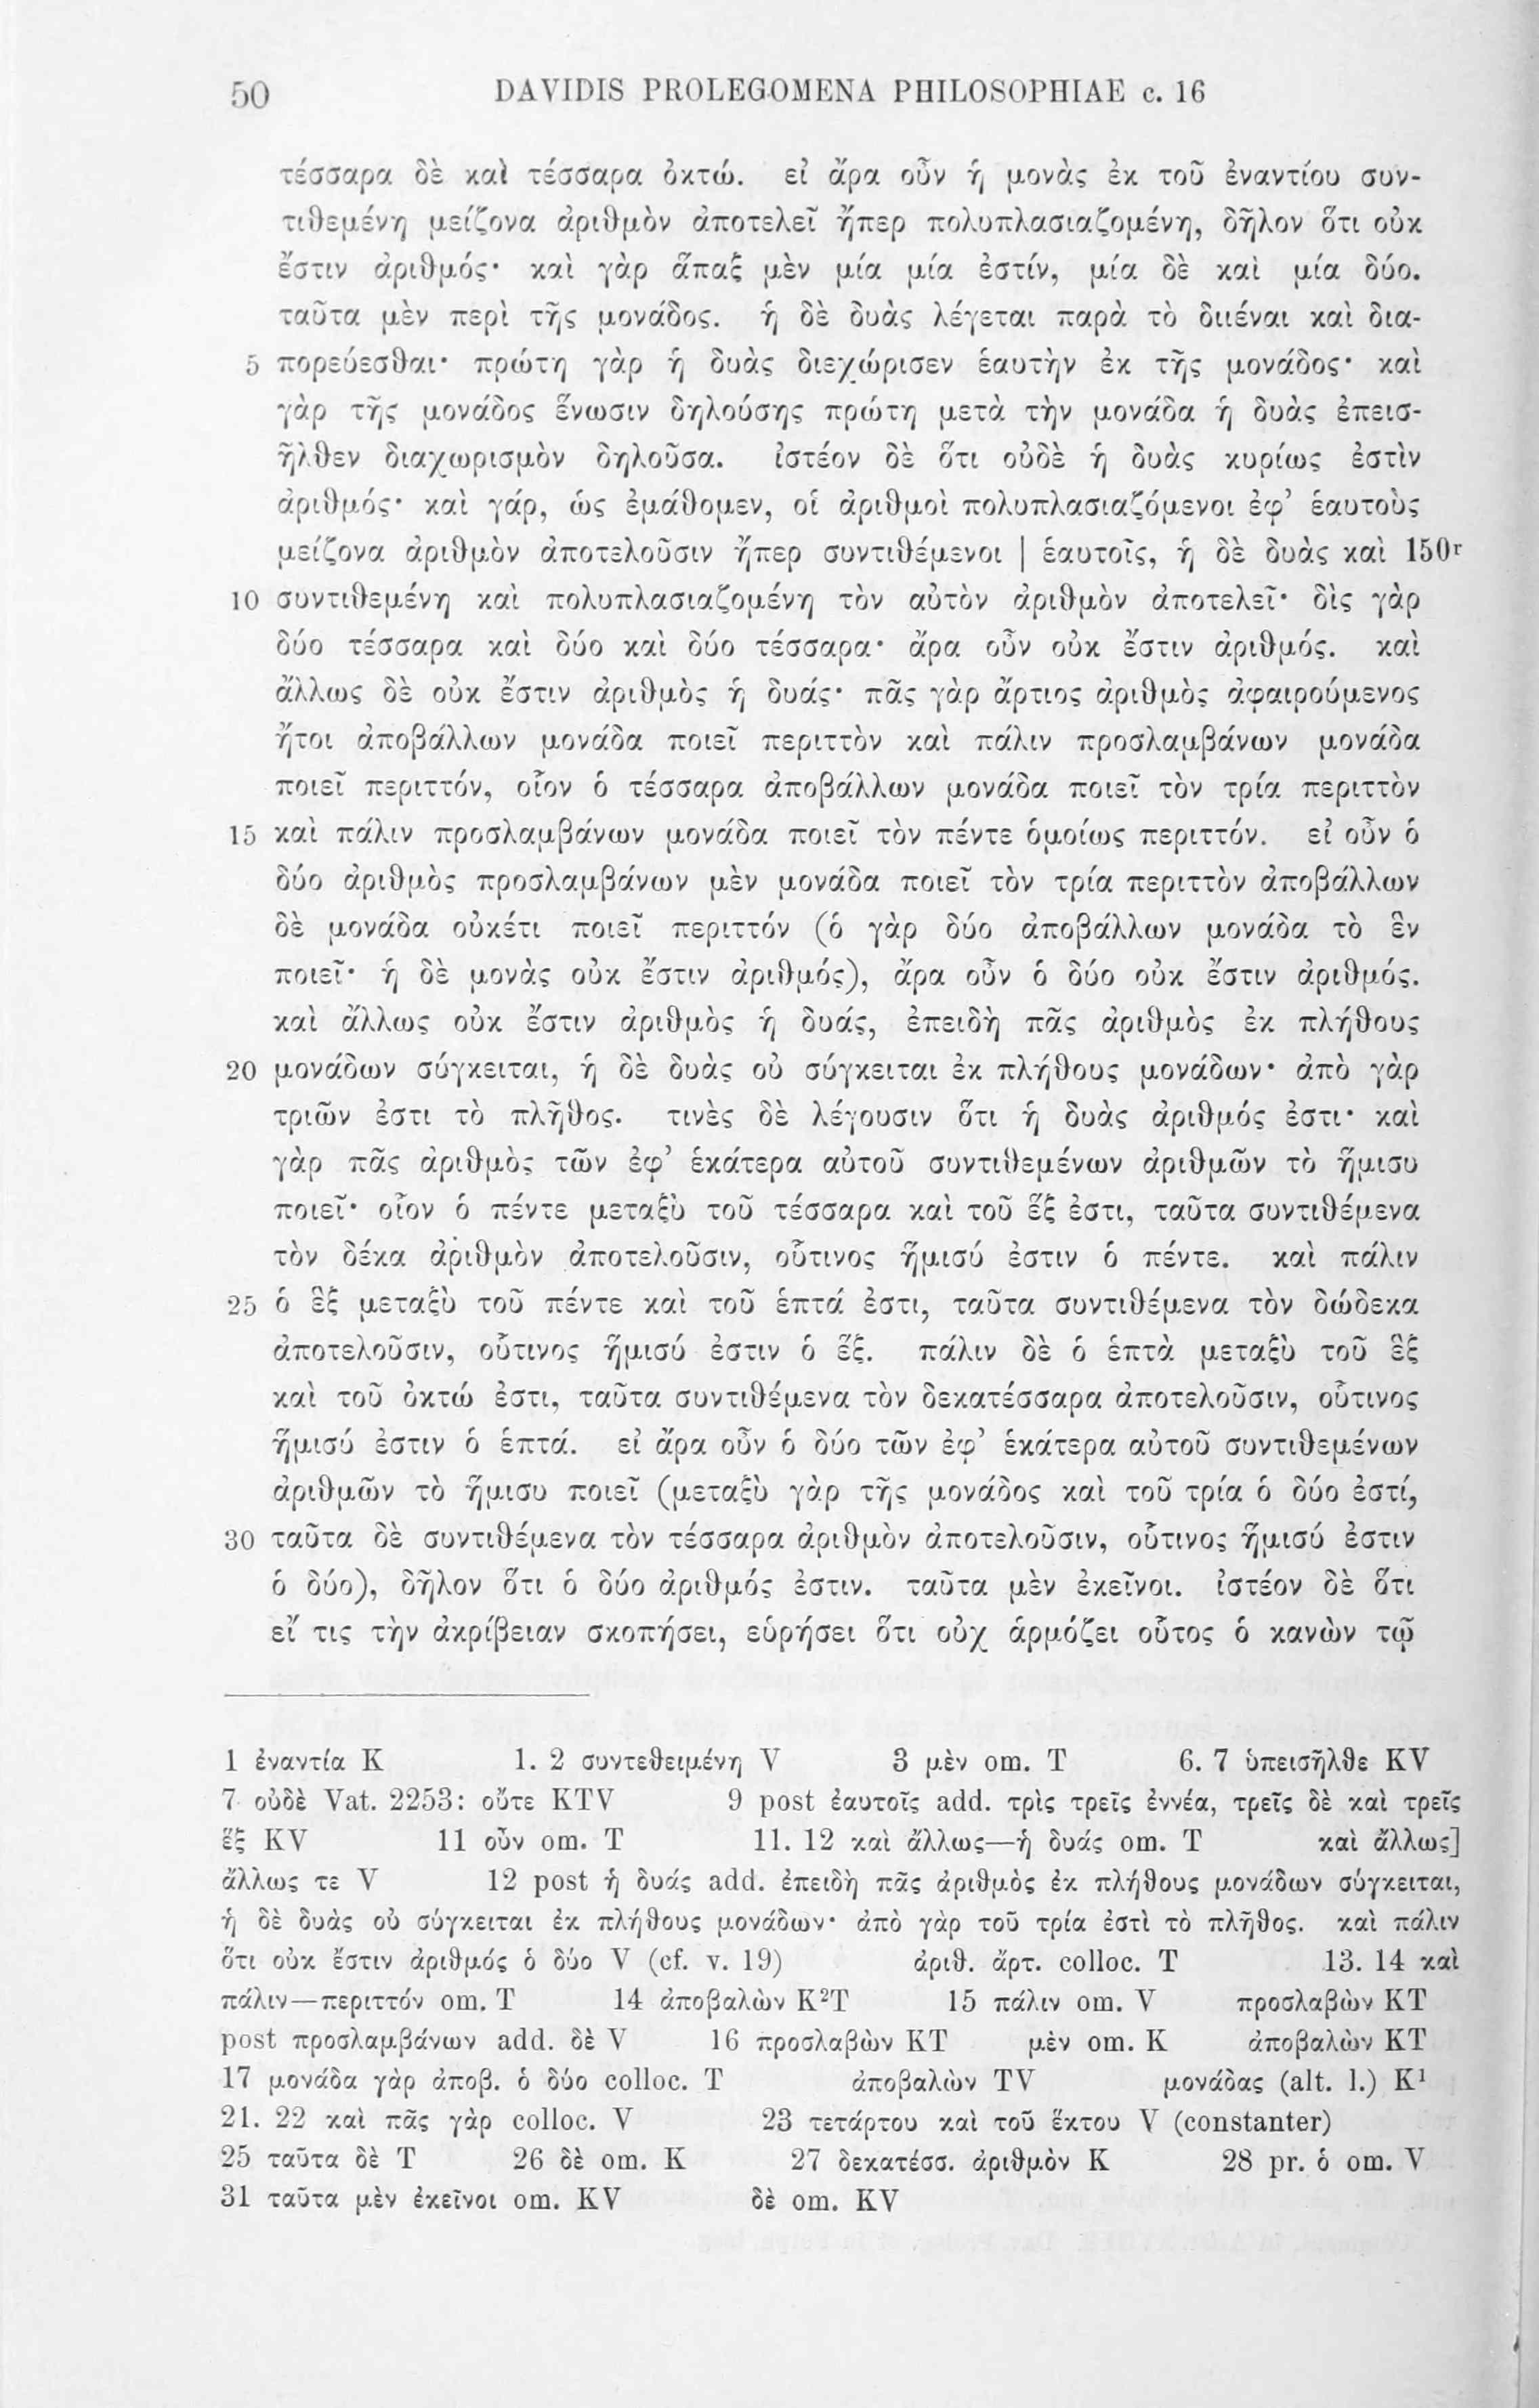 50 DAVIDIS PROLEGOMENA PHILOSOPHIAE c. 16
τέσσαρα δὲ καὶ τέσσαρα ὀκτώ. εἰ ἄρα οὖν ἡ μονὰς ἐκ τοῦ ἐναντίου συν-
τιθεμένη μείζονα ἀριθμὸν ἀποτελεῖ ἤπερ πολυπλασιαζομένη, δῆλον ὅτι οὐκ
ἔστιν ἀριθμός· καὶ γὰρ ἅπαξ μὲν μία μία ἐστίν, μία δὲ καὶ μία δύο.
ταῦτα μὲν περὶ τῆς μονάδος. ἡ δὲ δυὰς λέγεται παρὰ τὸ διιέναι καὶ δια-
5 πορεύεσθαι· πρώτη γὰρ ἡ δυὰς διεχώρισεν ἑαυτὴν ἐκ τῆς μονάδος· καὶ
γὰρ τῆς μονάδος ἕνωσιν δηλούσης πρώτη μετὰ τὴν μονάδα ἡ δυὰς ἐπεισ-
ῆλθεν διαχωρισμὸν δηλοῦσα. ἰστέον δὲ ὅτι οὐδὲ ἡ δυὰς κυρίως ἐστὶν
ἀριθμός· καὶ γάρ, ὡς ἐμάθομεν, οἱ ἀριθμοὶ πολυπλασιαζόμενοι ἐφ’ ἑαυτοὺς
μείζονα ἀριθμὸν ἀποτελοῦσιν ἤπερ συντιθέμενοι | ἑαυτοῖς, ἡ δὲ δυὰς καὶ 150r
10 συντιθεμένη καὶ πολυπλασιαζομένη τὸν αὐτὸν ἀριθμὸν ἀποτελεῖ· δὶς γὰρ
δύο τέσσαρα καὶ δύο καὶ δύο τέσσαρα· ἄρα οὖν οὐκ ἔστιν ἀριθμός. καὶ
ἄλλως δὲ οὐκ ἔστιν ἀριθμὸς ἡ δυάς· πᾶς γὰρ ἄρτιος ἀριθμὸς ἀφαιρούμενος
ἤτοι ἀποβάλλων μονάδα ποιεῖ περιττὸν καὶ πάλιν προσλαμβάνων μονάδα
ποιεῖ περιττόν, οἷον ὁ τέσσαρα ἀποβάλλων μονάδα ποιεῖ τὸν τρία περιττὸν
15 καὶ πάλιν προσλαμβάνων μονάδα ποιεῖ τὸν πέντε ὁμοίως περιττόν. εἰ οὖν ὁ
δύο ἀριθμὸς προσλαμβάνων μὲν μονάδα ποιεῖ τὸν τρία περιττὸν ἀποβάλλων
δὲ μονάδα οὐκέτι ποιεῖ περιττόν (ὁ γὰρ δύο ἀποβάλλων μονάδα τὸ ἓν
ποιεῖ· ἡ δὲ μονὰς οὐκ ἔστιν ἀριθμός), ἄρα οὖν ὁ δύο οὐκ ἔστιν ἀριθμός.
καὶ ἄλλως οὐκ ἔστιν ἀριθμὸς ἡ δυάς, ἐπειδὴ πᾶς ἀριθμὸς ἐκ πλήθους
20 μονάδων σύγκειται, ἡ δὲ δυὰς οὐ σύγκειται ἐκ πλήθους μονάδων· ἀπὸ γὰρ
τριῶν ἐστι τὸ πλῆθος. τινὲς δὲ λέγουσιν ὅτι ἡ δυὰς ἀριθμός ἐστι· καὶ
γὰρ πᾶς ἀριθμὸς τῶν ἐφ’ ἑκάτερα αὐτοῦ συντιθεμένων ἀριθμῶν τὸ ἥμισυ
ποιεῖ· οἷον ὁ πέντε μεταξὺ τοῦ τέσσαρα καὶ τοῦ ἕξ ἐστι, ταῦτα συντιθέμενα
τὸν δέκα ἀριθμὸν ἀποτελοῦσιν, οὗτινος ἥμισύ ἐστιν ὁ πέντε. καὶ πάλιν
25 ὁ ἓξ μεταξὺ τοῦ πέντε καὶ τοῦ ἑπτά ἐστι, ταῦτα συντιθέμενα τὸν δώδεκα
ἀποτελοῦσιν, οὗτινος ἥμισύ ἐστιν ὁ ἕξ. πάλιν δὲ ὁ ἑπτὰ μεταξὺ τοῦ ἓξ
καὶ τοῦ ὀκτώ ἐστι, ταῦτα συντιθέμενα τὸν δεκατέσσαρα ἀποτελοῦσιν, οὗτινος
ἥμισύ ἐστιν ὁ ἑπτά. εἰ ἄρα οὖν ὁ δύο τῶν ἐφ’ ἑκάτερα αὐτοῦ συντιθεμένων
ἀριθμῶν τὸ ἥμισυ ποιεῖ (μεταξὺ γὰρ τῆς μονάδος καὶ τοῦ τρία ὁ δύο ἐστί,
30 ταῦτα δὲ συντιθέμενα τὸν τέσσαρα ἀριθμὸν ἀποτελοῦσιν, οὗτινος ἥμισύ ἐστιν
ὁ δύο), δῆλον ὅτι ὁ δύο ἀριθμός ἐστιν. ταῦτα μὲν ἐκεῖνοι. ἰστέον δὲ ὅτι
εἴ τις τὴν ἀκρίβειαν σκοπήσει, εὑρήσει ὅτι οὐχ ἁρμόζει οὗτος ὁ κανὼν τῷ
1 ἐναντία K 1. 2 συντεθειμένη V 3 μὲν om. T 6. 7 ὑπεισῆλθε KV
7 οὐδὲ Vat. 2253: οὔτε KTV 9 post ἑαυτοῖς add. τρὶς τρεῖς ἐννέα, τρεῖς δὲ καὶ τρεῖς
ἕξ KV 11 οὖν om. T 11. 12 καὶ ἄλλως—ἡ δυάς om. T καὶ ἄλλως]
ἄλλως τε V 12 post ἡ δυάς add. ἐπειδὴ πᾶς ἀριθμὸς ἐκ πλήθους μονάδων σύγκειται,
ἡ δὲ δυὰς οὐ σύγκειται ἐκ πλήθους μονάδων· ἀπὸ γὰρ τοῦ τρία ἐστὶ τὸ πλῆθος. καὶ πάλιν
ὅτι οὐκ ἔστιν ἀριθμός ὁ δύο V (cf. v. 19) ἀριθ. ἄρτ. colloc. T 13. 14 καὶ
πάλιν—περιττόν om. T 14 ἀποβαλὼν K²T 15 πάλιν om. V προσλαβὼν KT
post προσλαμβάνων add. δὲ V 16 προσλαβὼν KT μὲν om. K ἀποβαλὼν KT
17 μονάδα γὰρ ἀποβ. ὁ δύο colloc. T ἀποβαλὼν TV μονάδας (alt. l.) K¹
21. 22 καὶ πᾶς γὰρ colloc. V 23 τετάρτου καὶ τοῦ ἕκτου V (constanter)
25 ταῦτα δὲ T 26 δὲ om. K 27 δεκατέσσ. ἀριθμὸν K 28 pr. ὁ om. V
31 ταῦτα μὲν ἐκεῖνοι om. KV δὲ om. KV